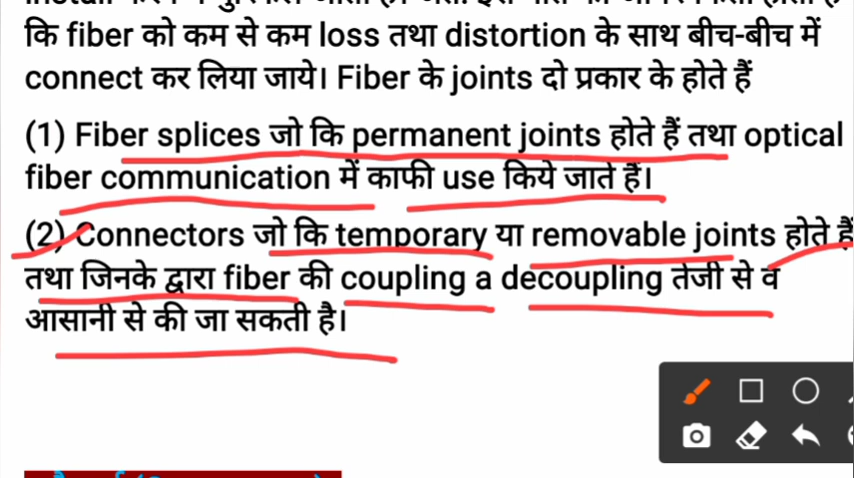 कि fiber को कम से कम loss तथा distortion के साथ बीच-बीच में
connect कर लिया जाये। Fiber के joints दो प्रकार के होते हैं
(1) Fiber splices जो कि permanent joints होते हैं तथा optical
fiber communication में काफी use किये जाते हैं।
(2) Connectors जो कि temporary या removable joints होते हैं
तथा जिनके द्वारा fiber की coupling a decoupling तेजी से व
आसानी से की जा सकती है।